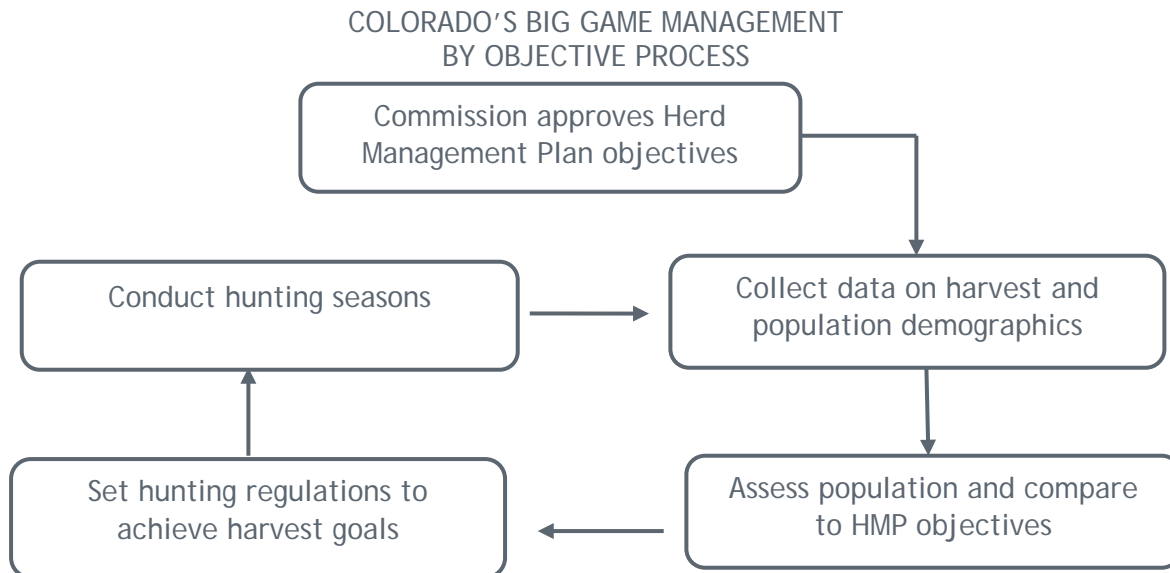 COLORADO’S BIG GAME MANAGEMENT
BY OBJECTIVE PROCESS
Commission approves Herd
Management Plan objectives
Conduct hunting seasons
Collect data on harvest and
population demographics
Set hunting regulations to
achieve harvest goals
Assess population and compare
to HMP objectives